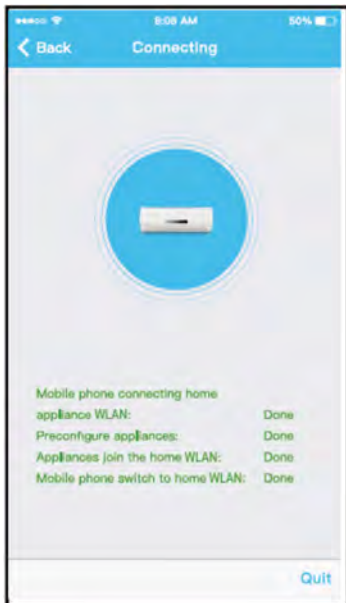 9:08 AM 50%
Back Connecting
Mobile phone connecting home
appliance WLAN: Done
Preconfigure appliances: Done
Appliances join the home WLAN: Done
Mobile phone switch to home WLAN: Done
Quit